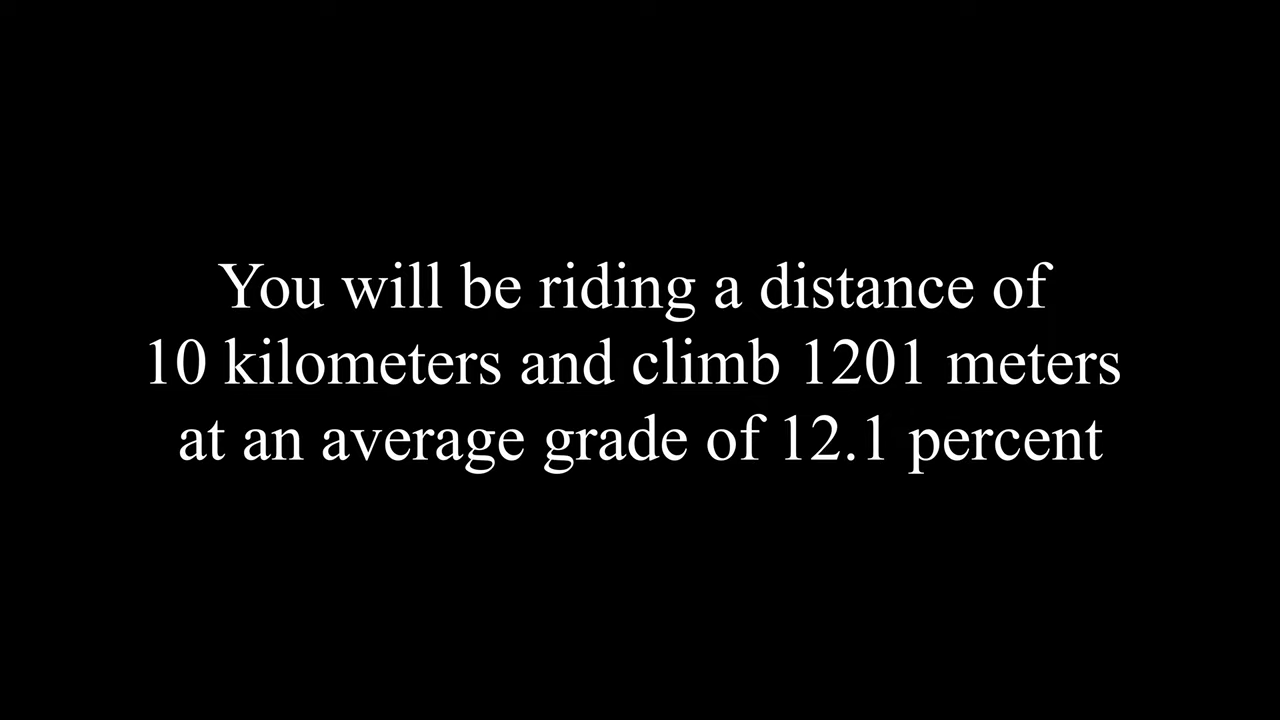 You will be riding a distance of
10 kilometers and climb 1201 meters
at an average grade of 12.1 percent